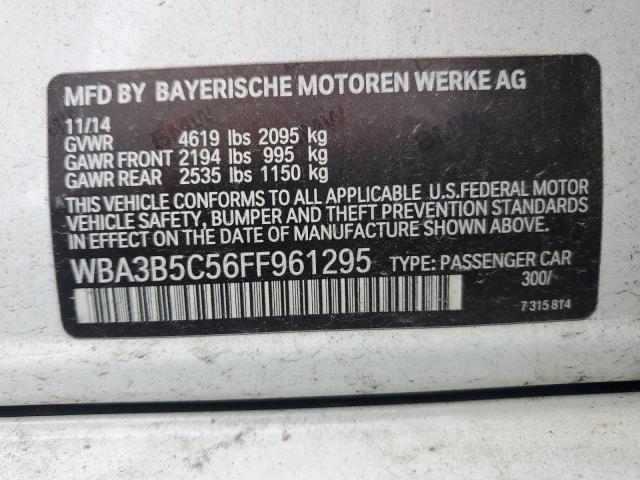 MFD BY BAYERISCHE MOTOREN WERKE AG
11/14
GVWR 4619 lbs 2095 kg
GAWR FRONT 2194 lbs 995 kg
GAWR REAR 2535 lbs 1150 kg
THIS VEHICLE CONFORMS TO ALL APPLICABLE U.S.FEDERAL MOTOR
VEHICLE SAFETY, BUMPER AND THEFT PREVENTION STANDARDS
IN EFFECT ON THE DATE OF MANUFACTURE SHOWN ABOVE.
WBA3B5C56FF961295 TYPE: PASSENGER CAR
300/
7 315 814